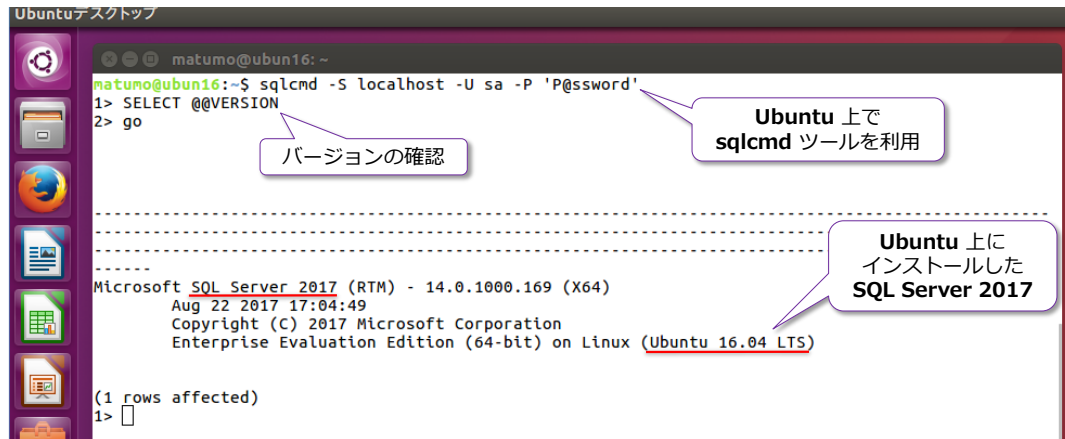 Ubuntuデスクトップ
matumo@ubun16: ~
matumo@ubun16:~$ sqlcmd -S localhost -U sa -P 'P@ssword'
1> SELECT @@VERSION
2> go
Ubuntu 上で
sqlcmd ツールを利用
バージョンの確認
--------------------------------------------------------------------------------------------------
--------------------------------------------------------------------------------------------------
--------------------------------------------------------------------------------------------------
------
Ubuntu 上に
インストールした
SQL Server 2017
Microsoft SQL Server 2017 (RTM) - 14.0.1000.169 (X64)
Aug 22 2017 17:04:49
Copyright (C) 2017 Microsoft Corporation
Enterprise Evaluation Edition (64-bit) on Linux (Ubuntu 16.04 LTS)
(1 rows affected)
1>